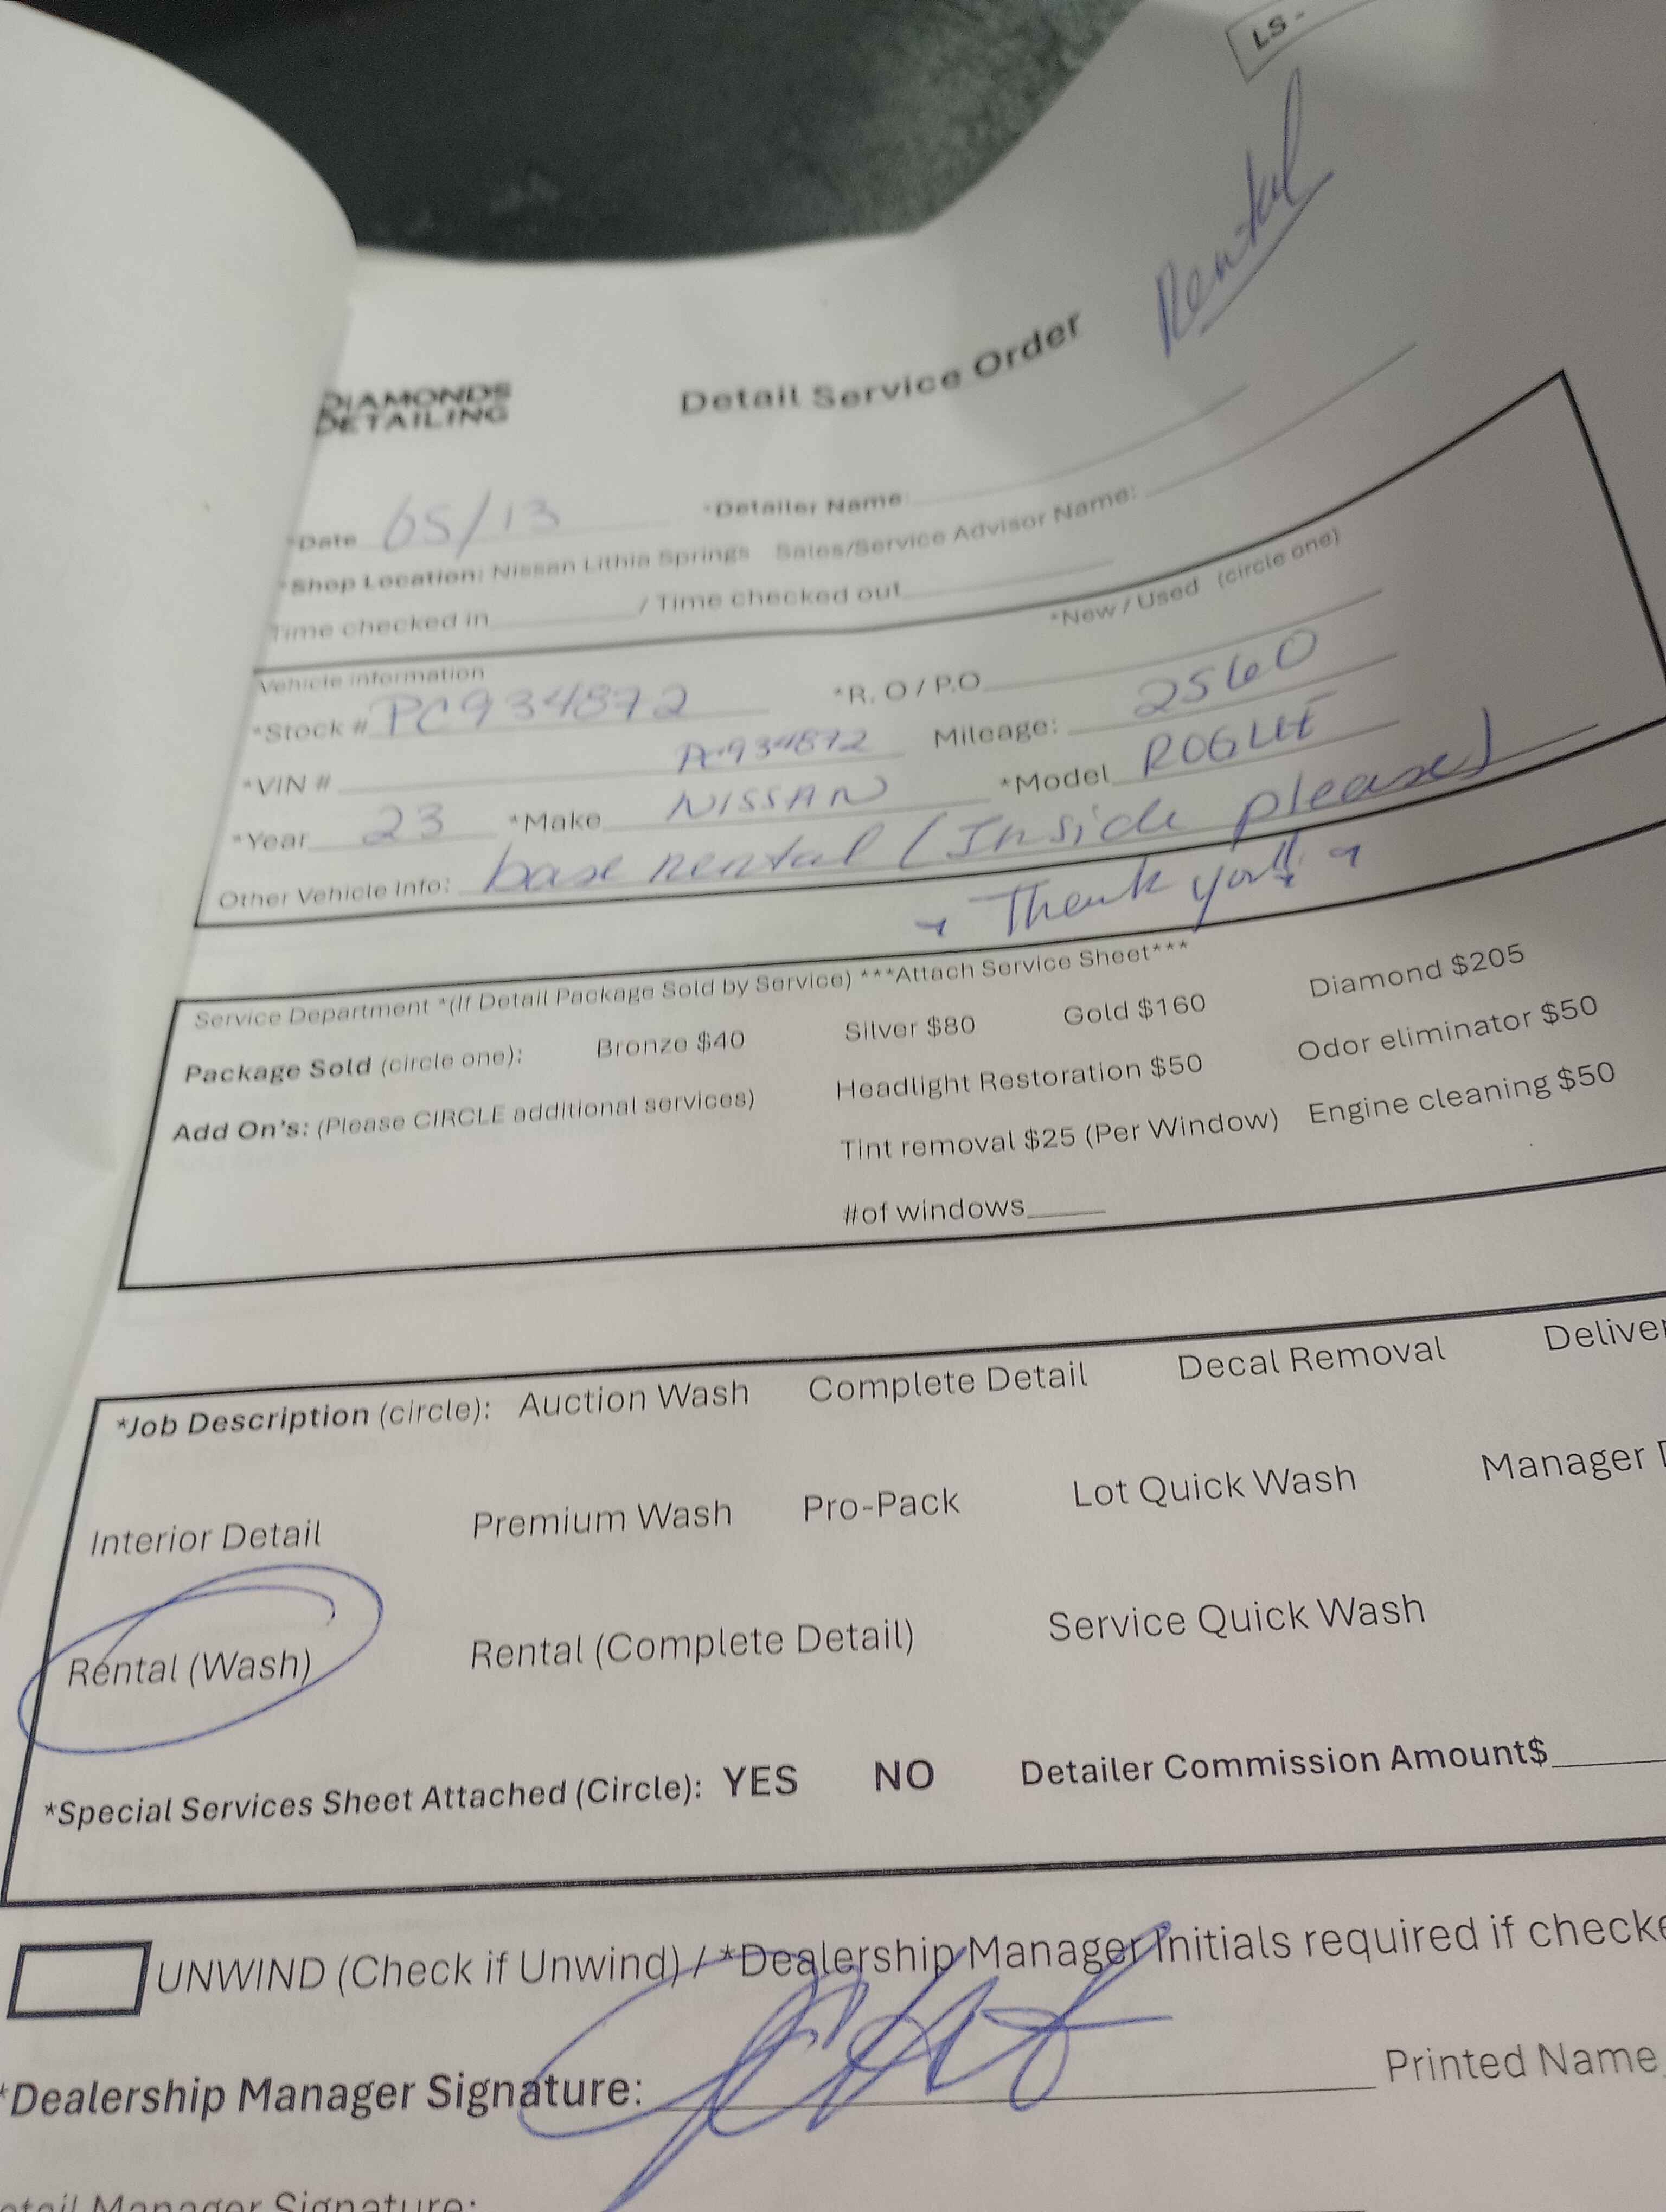 LS -
Rental
DIAMONDS
DETAILING
Detail Service Order
*Date 05/13 *Detailer Name:
*Shop Location: Nissan Lithia Springs Sales/Service Advisor Name:
Time checked in / Time checked out
Vehicle information *New / Used (circle one)
*Stock # PC934872 *R. O / P.O
*VIN # PC934872 Mileage: 2560
*Year 23 *Make NISSAN *Model ROGUE
Other Vehicle Info: base rental (Inside please)
Thank you!!
Service Department *(If Detail Package Sold by Service) ***Attach Service Sheet***
Package Sold (circle one): Bronze $40 Silver $80 Gold $160 Diamond $205
Add On's: (Please CIRCLE additional services) Headlight Restoration $50 Odor eliminator $50
Tint removal $25 (Per Window) Engine cleaning $50
#of windows
*Job Description (circle): Auction Wash Complete Detail Decal Removal Deliver
Interior Detail Premium Wash Pro-Pack Lot Quick Wash Manager
Rental (Wash) Rental (Complete Detail) Service Quick Wash
*Special Services Sheet Attached (Circle): YES NO Detailer Commission Amount$
UNWIND (Check if Unwind) / *Dealership Manager Initials required if checke
*Dealership Manager Signature: Printed Name
etail Manager Signature: